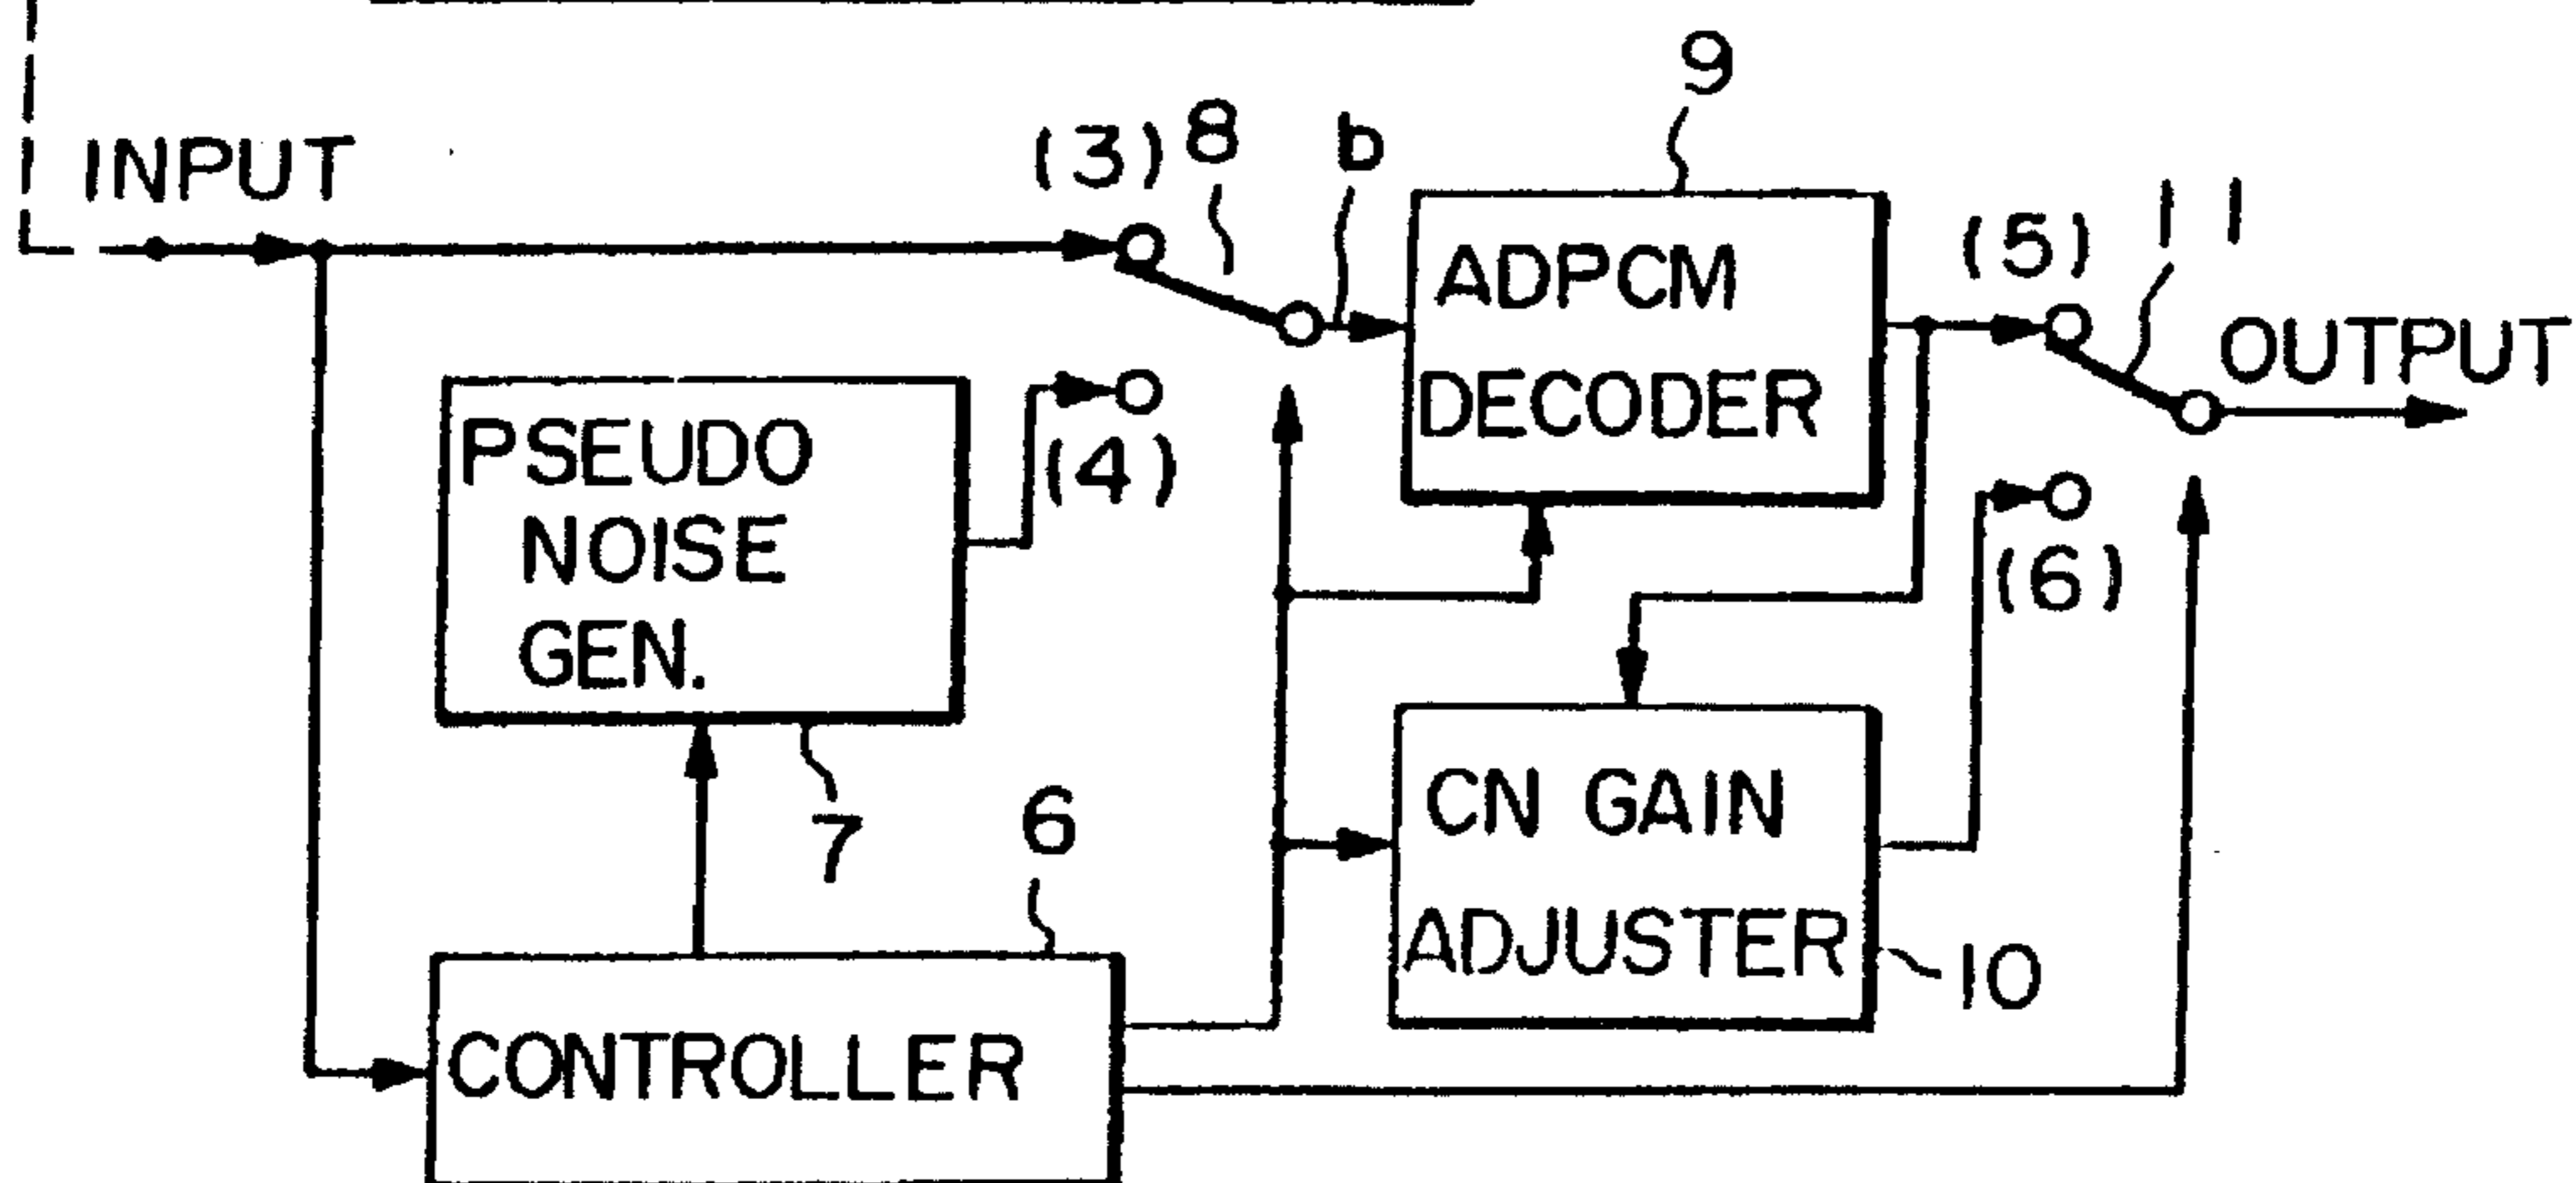 9
INPUT
(3)
8
b
(5)
11
ADPCM
DECODER
OUTPUT
PSEUDO
NOISE
GEN.
(4)
(6)
7
6
CN GAIN
ADJUSTER
10
CONTROLLER